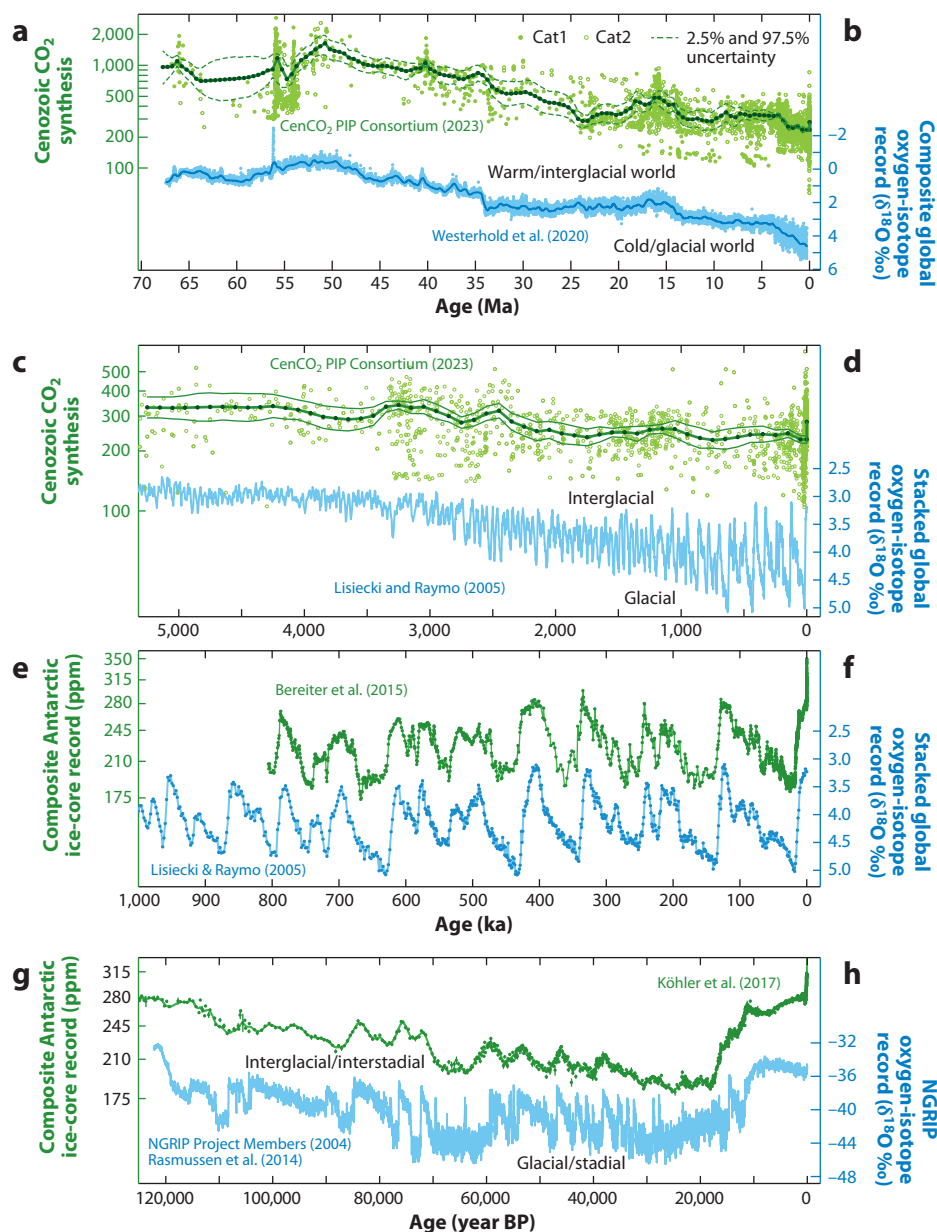 a
b
Cenozoic CO2
synthesis
2,000
1,000
500
300
200
100
Cat1
Cat2
2.5% and 97.5%
uncertainty
CenCO2 PIP Consortium (2023)
Warm/interglacial world
Westerhold et al. (2020)
Cold/glacial world
−2
0
2
4
6
Composite global
oxygen-isotope
record (δ18O ‰)
70 65 60 55 50 45 40 35 30 25 20 15 10 5 0
Age (Ma)
c
d
Cenozoic CO2
synthesis
500
400
300
200
100
CenCO2 PIP Consortium (2023)
Interglacial
Lisiecki and Raymo (2005)
Glacial
2.5
3.0
3.5
4.0
4.5
5.0
Stacked global
oxygen-isotope
record (δ18O ‰)
5,000 4,000 3,000 2,000 1,000 0
e
f
Composite Antarctic
ice-core record (ppm)
350
315
280
245
210
175
Bereiter et al. (2015)
Lisiecki & Raymo (2005)
2.5
3.0
3.5
4.0
4.5
5.0
Stacked global
oxygen-isotope
record (δ18O ‰)
1,000 900 800 700 600 500 400 300 200 100 0
Age (ka)
g
h
Composite Antarctic
ice-core record (ppm)
315
280
245
210
175
Köhler et al. (2017)
Interglacial/interstadial
NGRIP Project Members (2004)
Rasmussen et al. 2014)
Glacial/stadial
−32
−36
−40
−44
−48
NGRIP
oxygen-isotope
record (δ18O ‰)
120,000 100,000 80,000 60,000 40,000 20,000 0
Age (year BP)